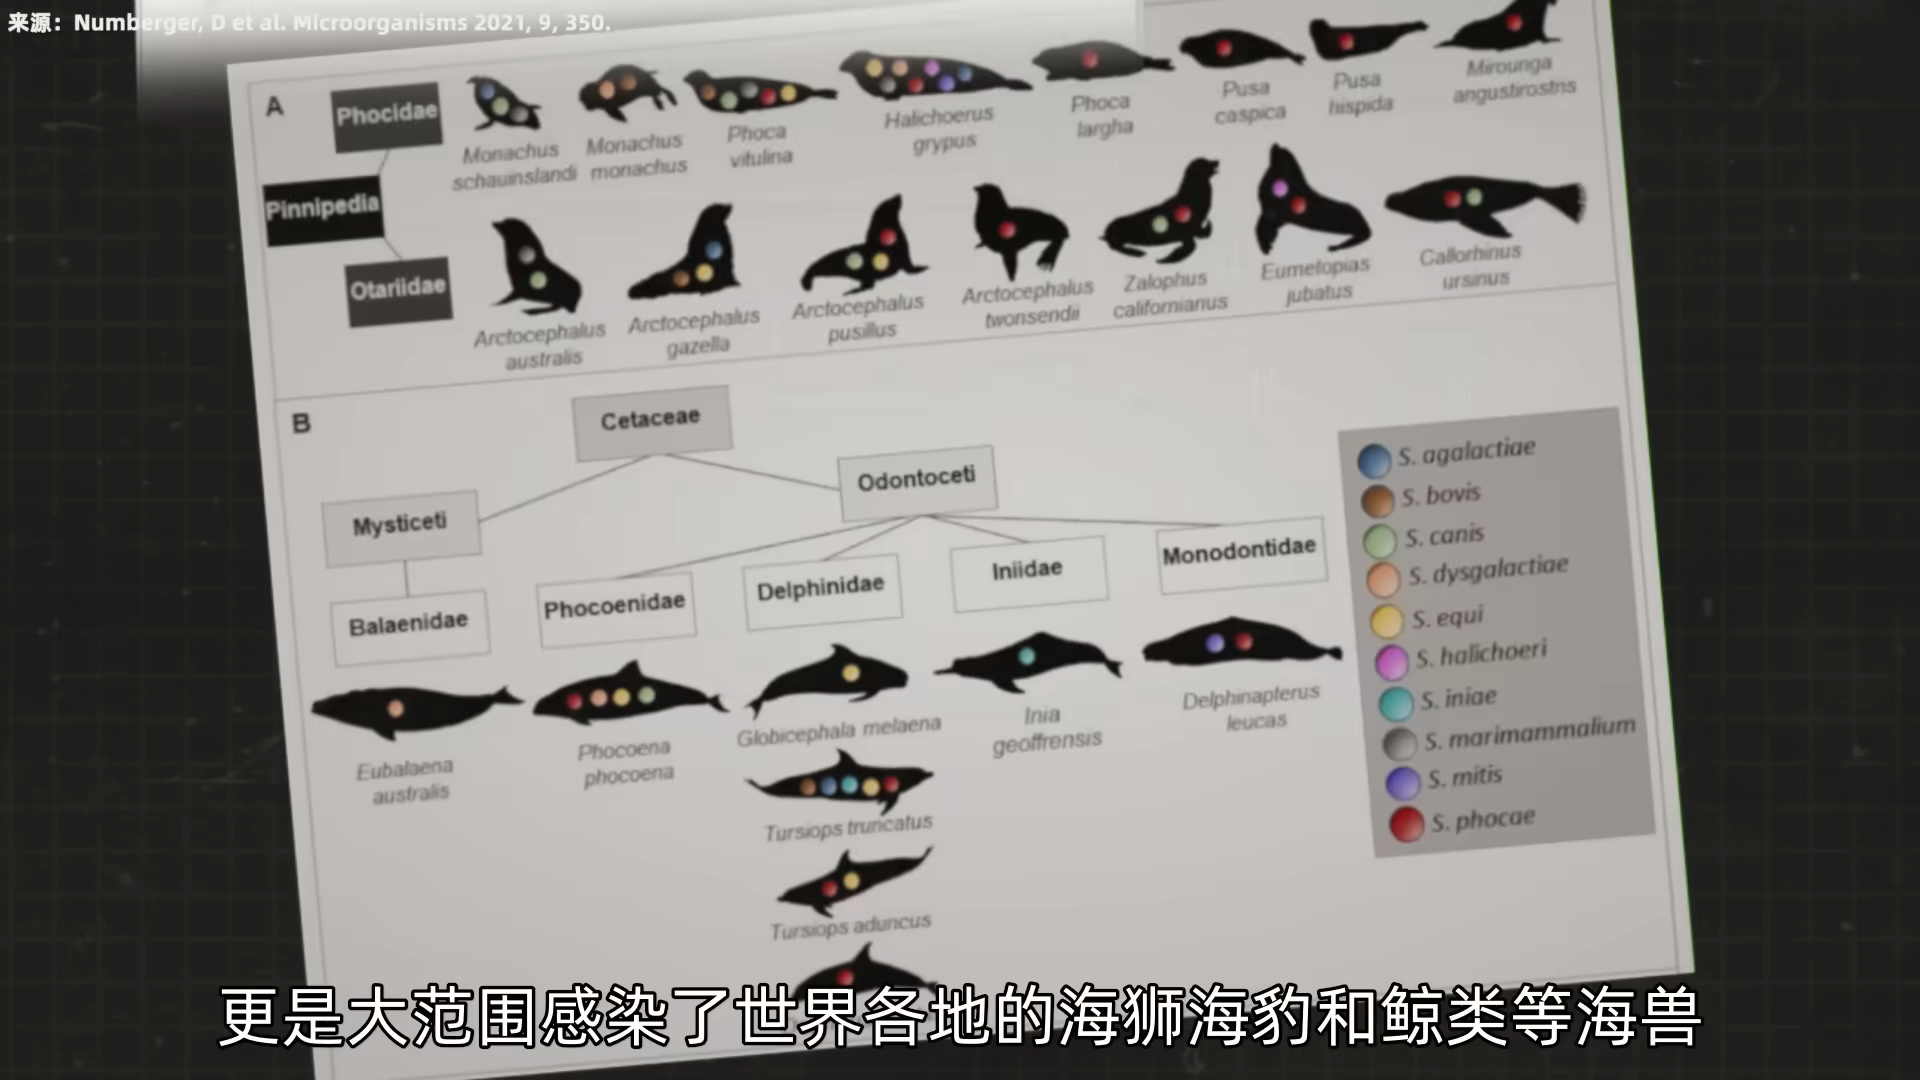 来源：Numberger, D et al. Microorganisms 2021, 9, 350.
A
Phocidae
Monachus
schauinslandi
Monachus
monachus
Phoca
vitulina
Halichoerus
grypus
Phoca
largha
Pusa
caspica
Pusa
hispida
Mirounga
angustirostris
Pinnipedia
Otariidae
Arctocephalus
australis
Arctocephalus
gazella
Arctocephalus
pusillus
Arctocephalus
twonsendii
Zalophus
californianus
Eumetopias
jubatus
Callorhinus
ursinus
B
Cetaceae
Odontoceti
Mysticeti
Balaenidae
Phocoenidae
Delphinidae
Iniidae
Monodontidae
Eubalaena
australis
Phocoena
phocoena
Globicephala melaena
Tursiops truncatus
Tursiops aduncus
Inia
geoffrensis
Delphinapterus
leucas
S. agalactiae
S. bovis
S. canis
S. dysgalactiae
S. equi
S. halichoeri
S. iniae
S. marimammalium
S. mitis
S. phocae
更是大范围感染了世界各地的海狮海豹和鲸类等海兽